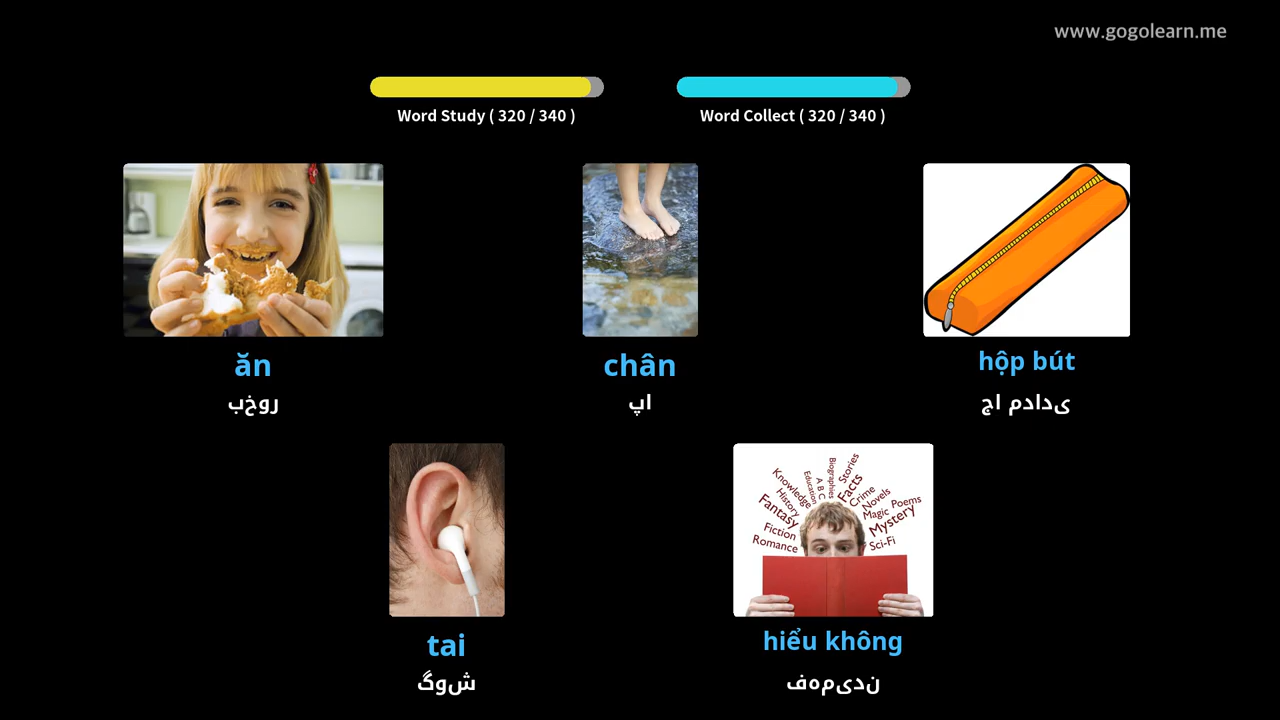 www.gogolearn.me
Word Study ( 320 / 340 )
Word Collect ( 320 / 340 )
ăn
بخور
chân
پا
hộp bút
جا مدادی
tai
گوش
Knowledge
History
Fantasy
Fiction
Romance
Education
A B C
Biographies
Stories
Facts
Crime
Novels
Magic
Poems
Mystery
Sci-Fi
hiểu không
فهمیدن